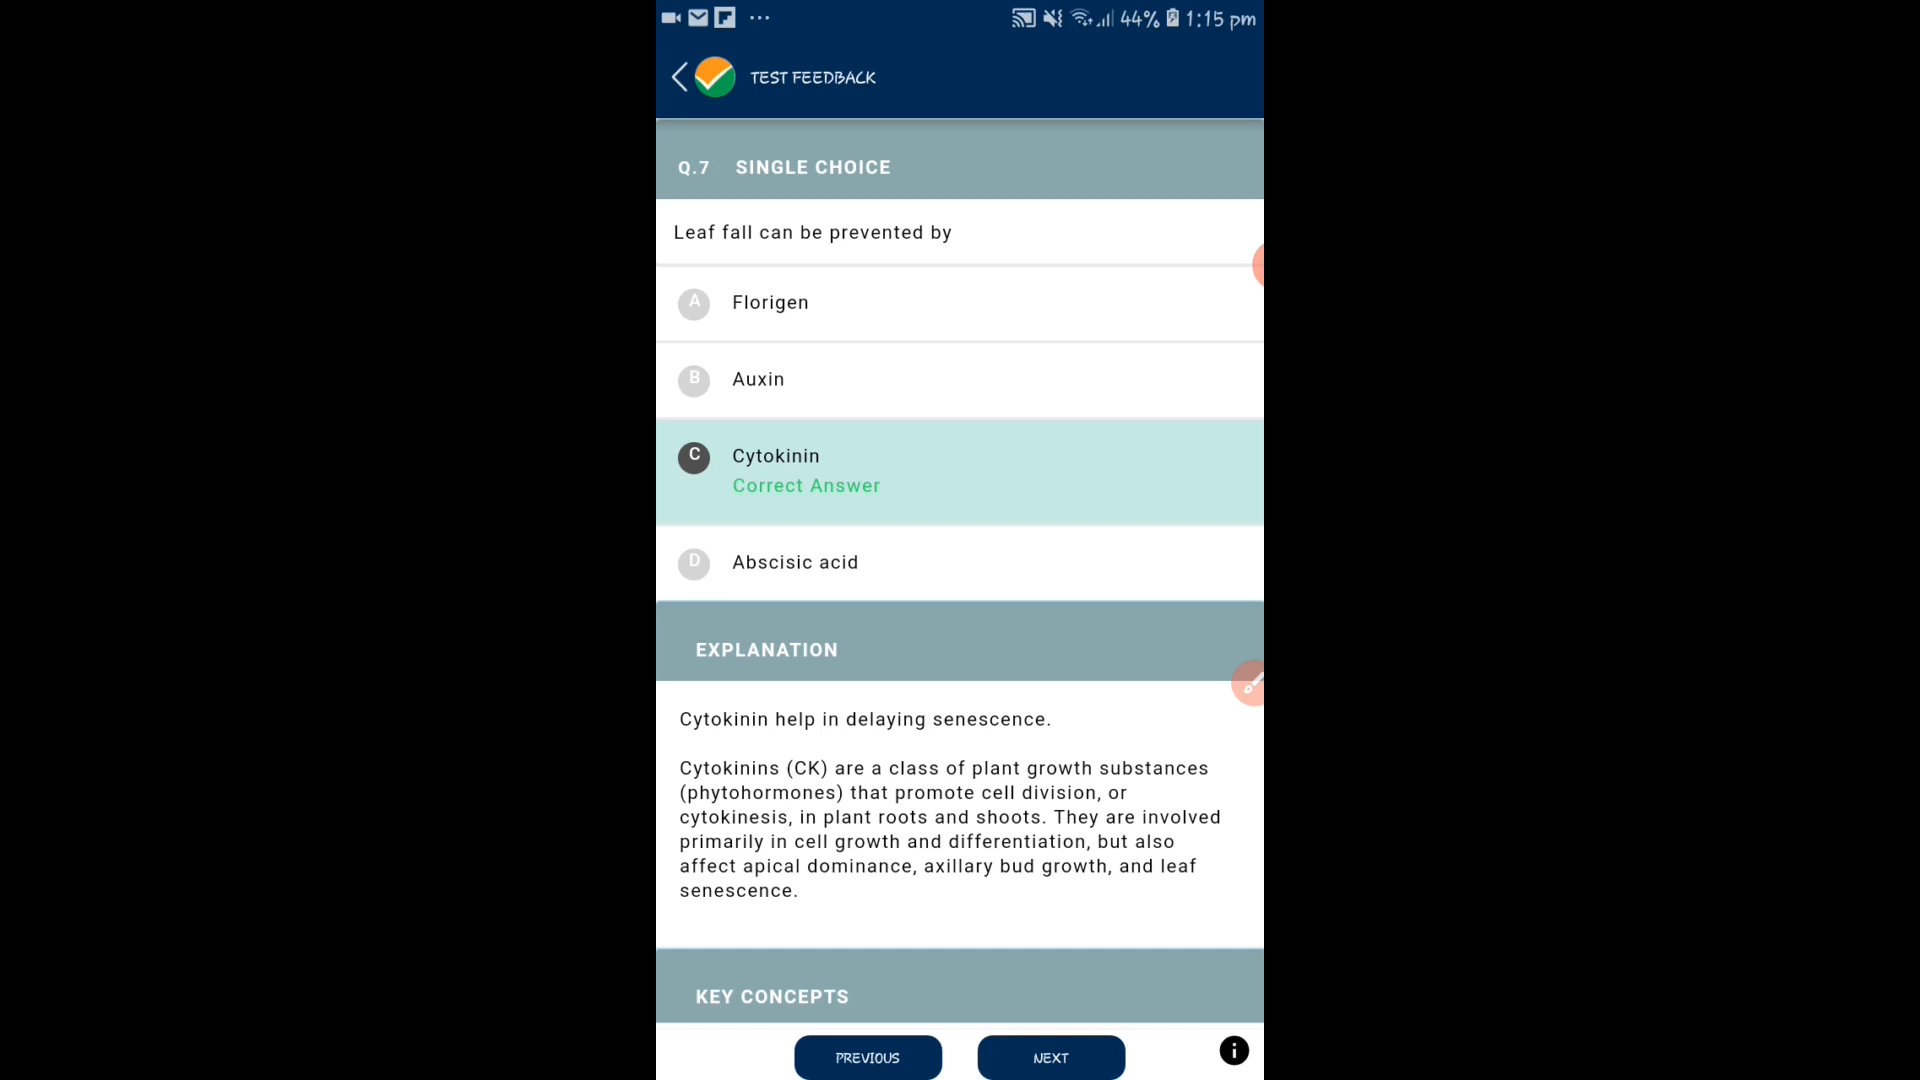 44% 1:15 pm
TEST FEEDBACK
Q.7 SINGLE CHOICE
Leaf fall can be prevented by
A Florigen
B Auxin
C Cytokinin
Correct Answer
D Abscisic acid
EXPLANATION
Cytokinin help in delaying senescence.
Cytokinins (CK) are a class of plant growth substances
(phytohormones) that promote cell division, or
cytokinesis, in plant roots and shoots. They are involved
primarily in cell growth and differentiation, but also
affect apical dominance, axillary bud growth, and leaf
senescence.
KEY CONCEPTS
PREVIOUS NEXT